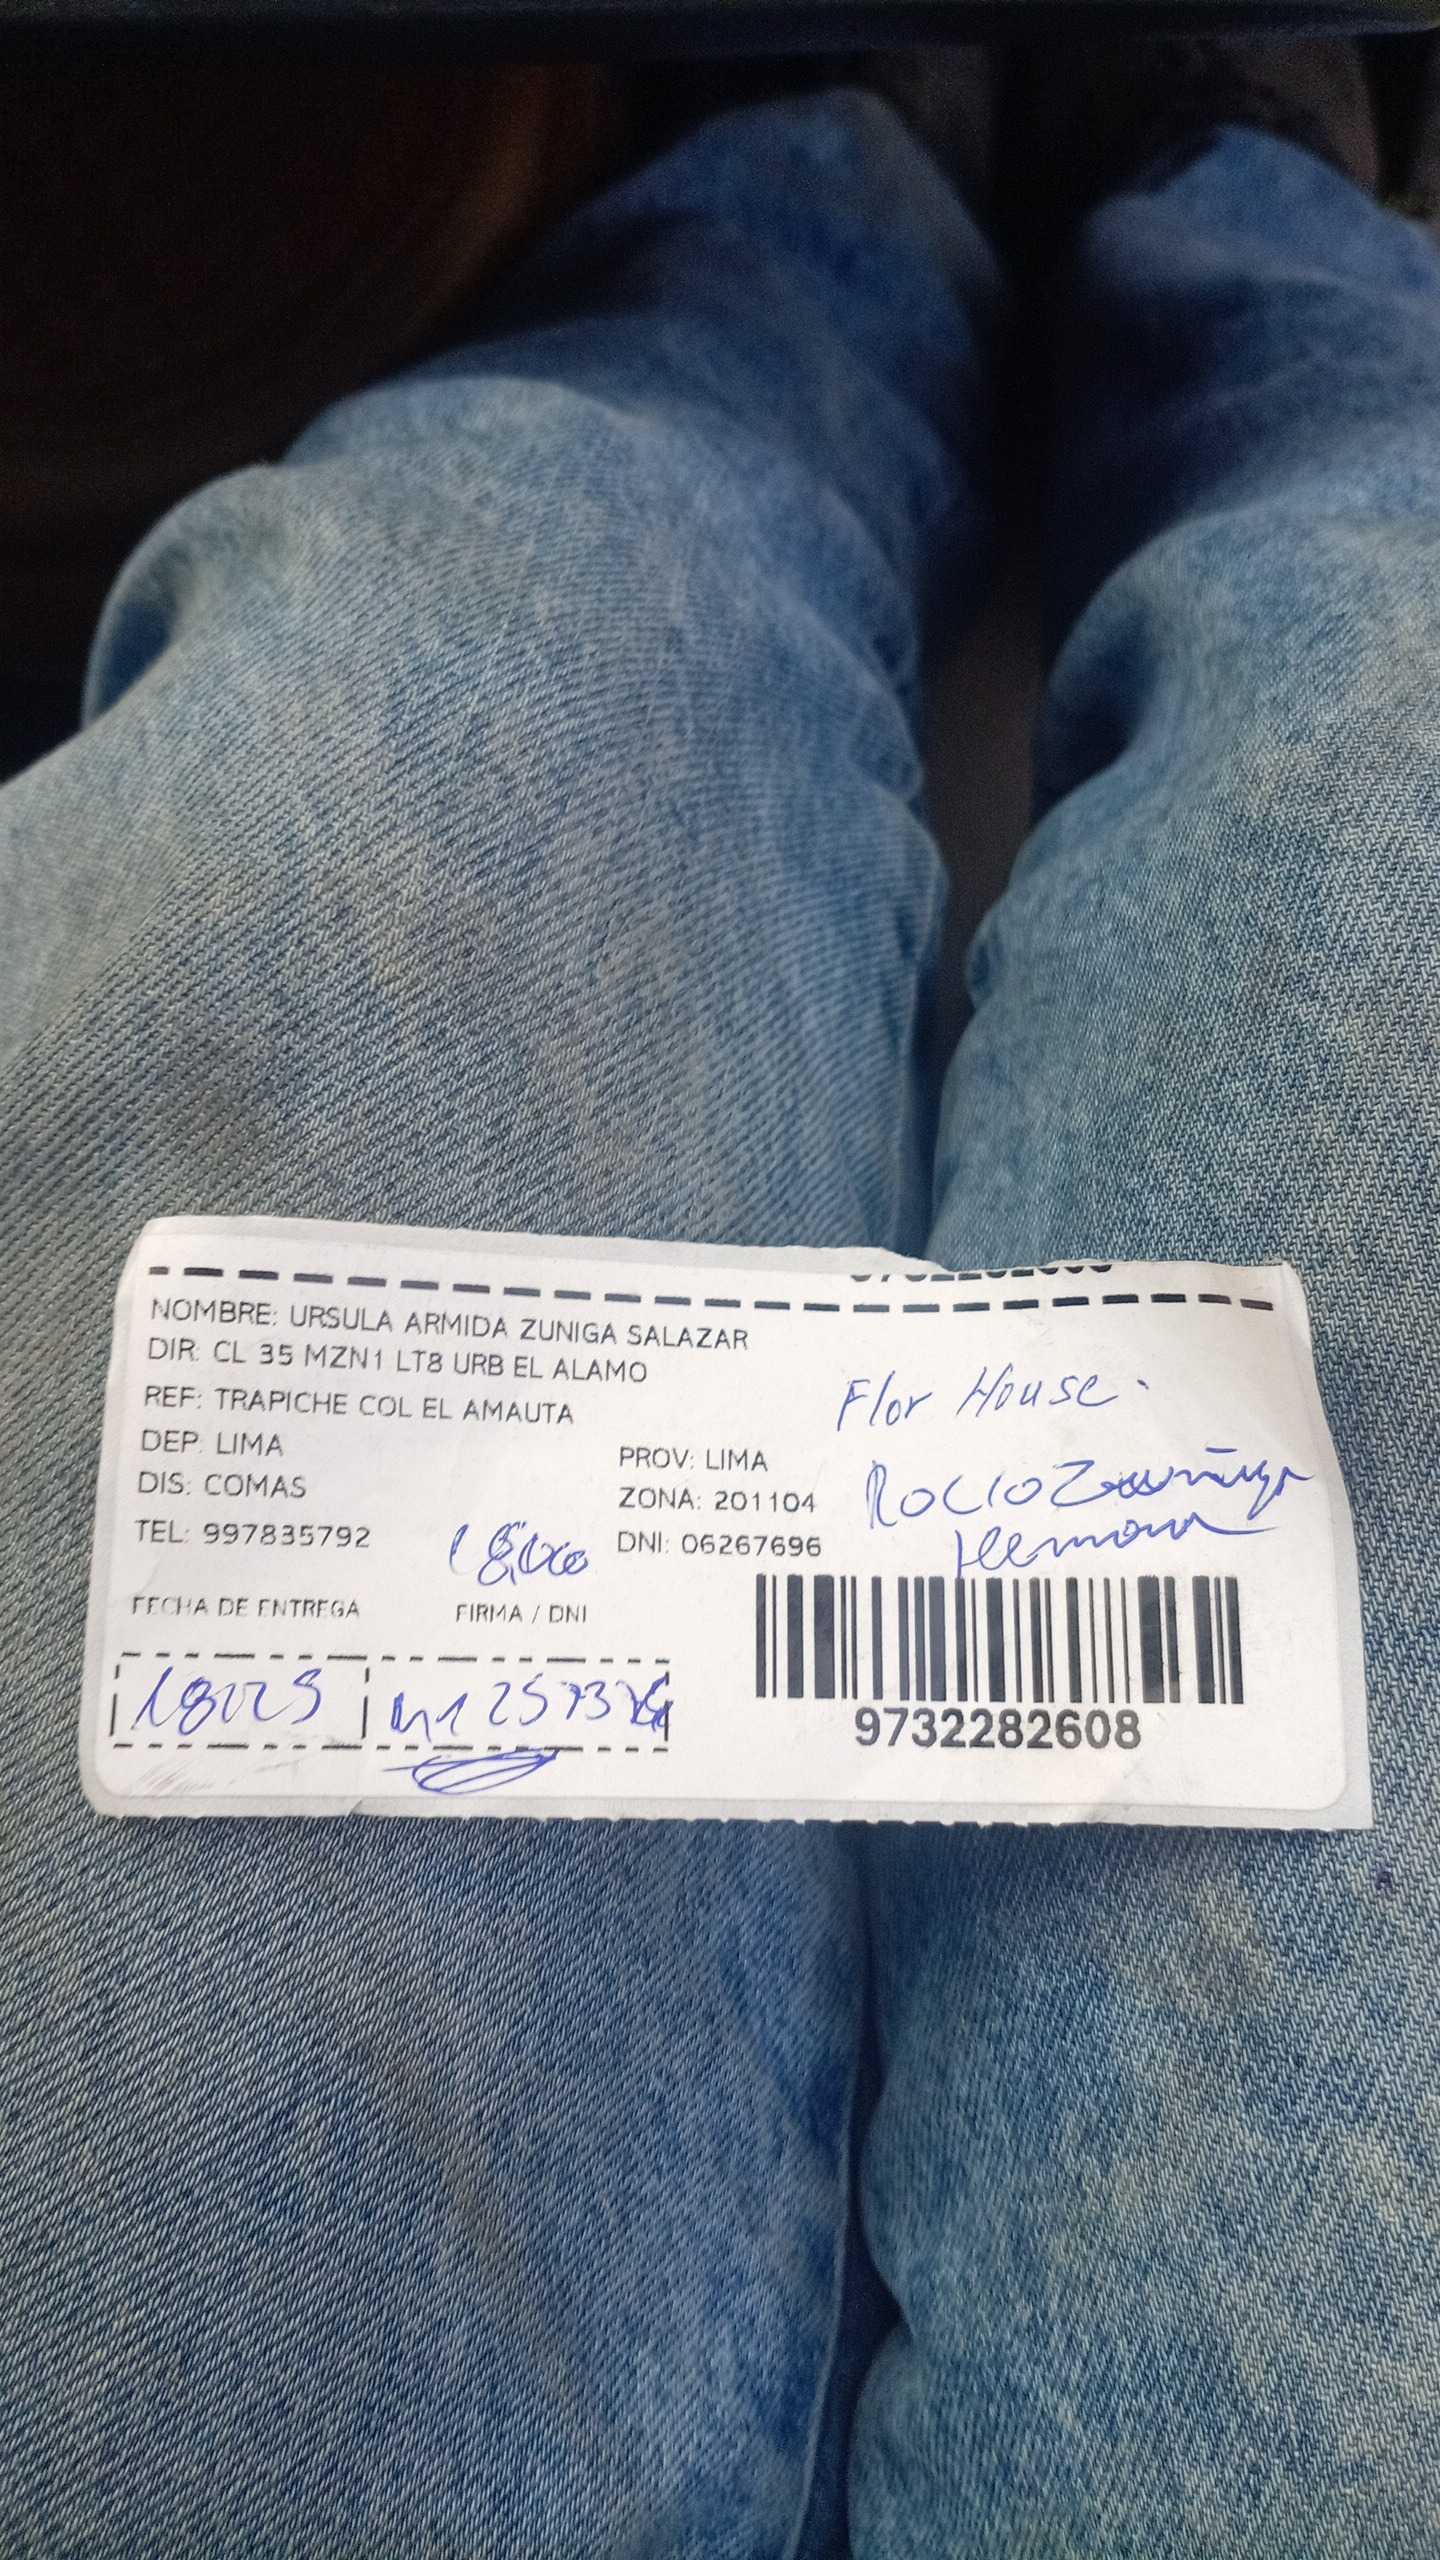 NOMBRE: URSULA ARMIDA ZUNIGA SALAZAR
DIR: CL 35 MZN1 LT8 URB EL ALAMO
REF: TRAPICHE COL EL AMAUTA
DEP: LIMA
PROV: LIMA
DIS: COMAS
ZONA: 201104
TEL: 997835792
DNI: 06267696
Flor House.
Rocio Zuñiga
Hermana
FECHA DE ENTREGA
FIRMA / DNI
9732282608